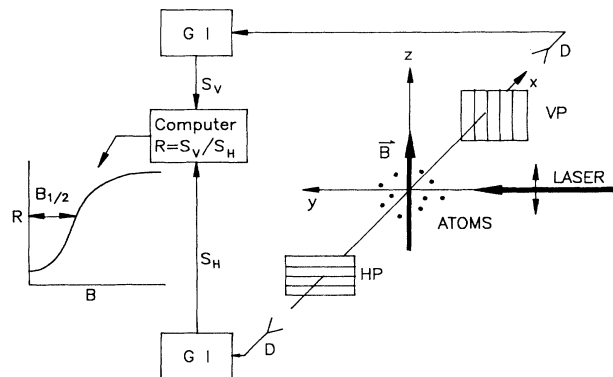 G I
D
S_V
z
x
VP
Computer
R=S_V/S_H
B⃗
LASER
B_1/2
R
y
ATOMS
S_H
HP
B
D
G I